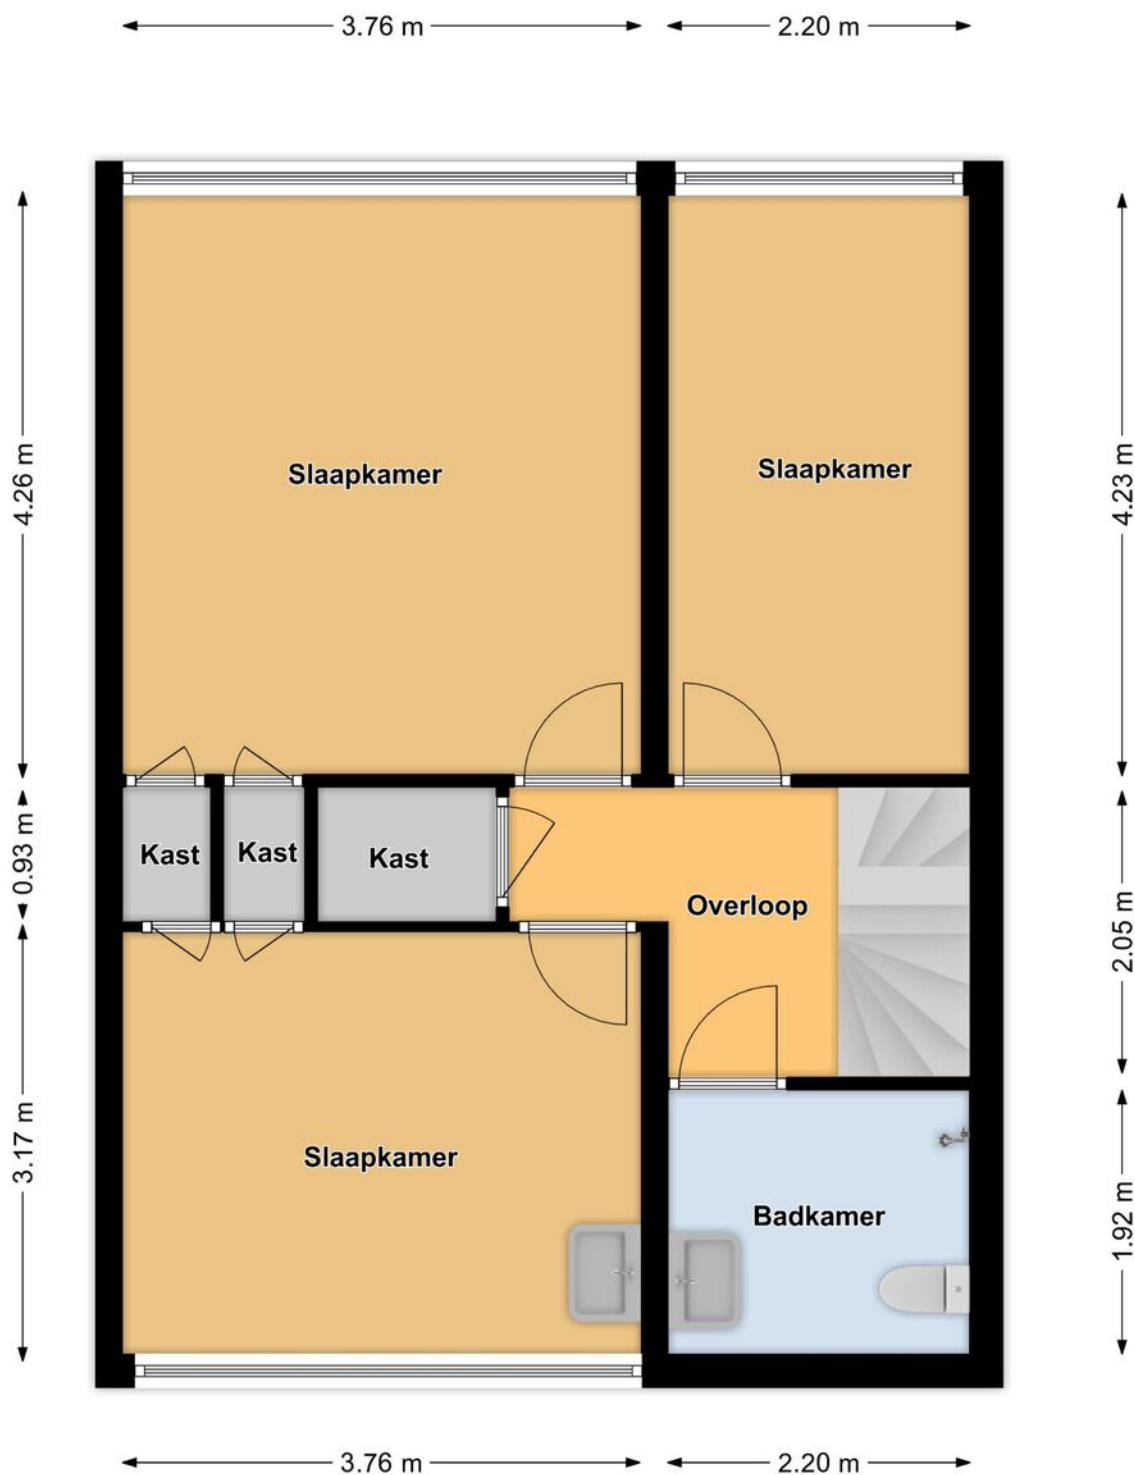 3.76 m
2.20 m
4.26 m
4.23 m
Slaapkamer
Slaapkamer
0.93 m
Kast
Kast
Kast
Overloop
2.05 m
3.17 m
Slaapkamer
Badkamer
1.92 m
3.76 m
2.20 m